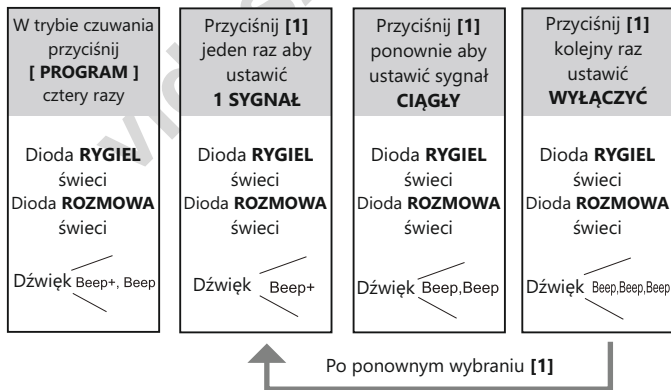 W trybie czuwania
przyciśnij
[ PROGRAM ]
cztery razy
Dioda RYGIEL
świeci
Dioda ROZMOWA
świeci
Dźwięk Beep+, Beep
Przyciśnij [1]
jeden raz aby
ustawić
1 SYGNAŁ
Dioda RYGIEL
świeci
Dioda ROZMOWA
świeci
Dźwięk Beep+
Przyciśnij [1]
ponownie aby
ustawić sygnał
CIĄGŁY
Dioda RYGIEL
świeci
Dioda ROZMOWA
świeci
Dźwięk Beep,Beep
Przyciśnij [1]
kolejny raz
ustawić
WYŁĄCZYĆ
Dioda RYGIEL
świeci
Dioda ROZMOWA
świeci
Dźwięk Beep,Beep,Beep
Po ponownym wybraniu [1]